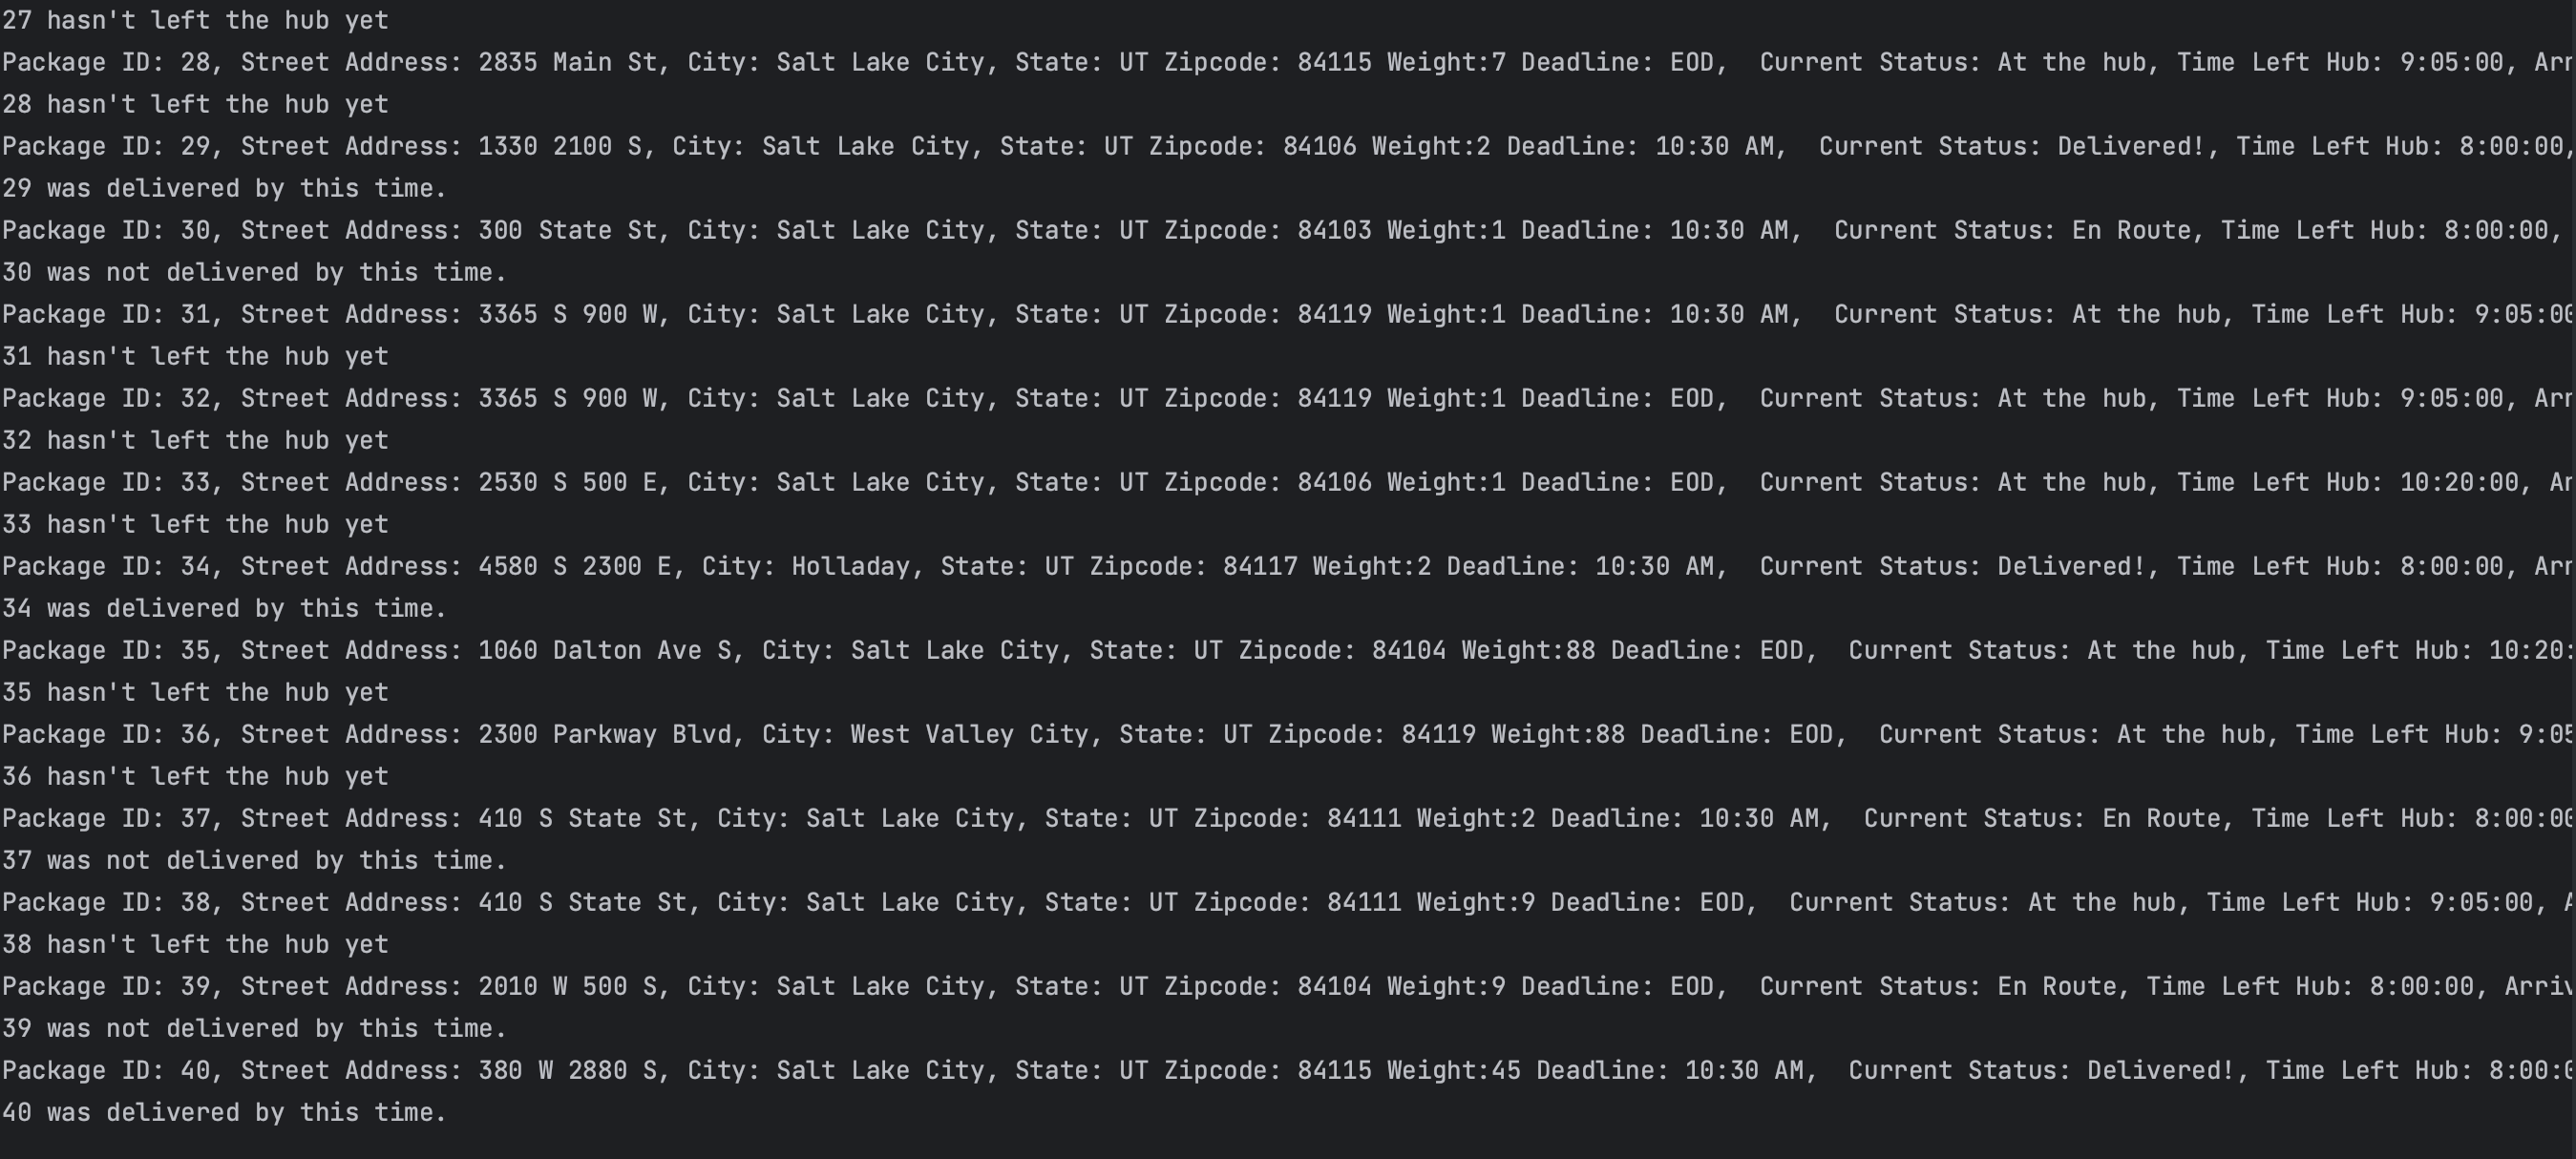 27 hasn't left the hub yet
Package ID: 28, Street Address: 2835 Main St, City: Salt Lake City, State: UT Zipcode: 84115 Weight:7 Deadline: EOD,  Current Status: At the hub, Time Left Hub: 9:05:00, Arr
28 hasn't left the hub yet
Package ID: 29, Street Address: 1330 2100 S, City: Salt Lake City, State: UT Zipcode: 84106 Weight:2 Deadline: 10:30 AM,  Current Status: Delivered!, Time Left Hub: 8:00:00,
29 was delivered by this time.
Package ID: 30, Street Address: 300 State St, City: Salt Lake City, State: UT Zipcode: 84103 Weight:1 Deadline: 10:30 AM,  Current Status: En Route, Time Left Hub: 8:00:00,
30 was not delivered by this time.
Package ID: 31, Street Address: 3365 S 900 W, City: Salt Lake City, State: UT Zipcode: 84119 Weight:1 Deadline: 10:30 AM,  Current Status: At the hub, Time Left Hub: 9:05:00
31 hasn't left the hub yet
Package ID: 32, Street Address: 3365 S 900 W, City: Salt Lake City, State: UT Zipcode: 84119 Weight:1 Deadline: EOD,  Current Status: At the hub, Time Left Hub: 9:05:00, Arr
32 hasn't left the hub yet
Package ID: 33, Street Address: 2530 S 500 E, City: Salt Lake City, State: UT Zipcode: 84106 Weight:1 Deadline: EOD,  Current Status: At the hub, Time Left Hub: 10:20:00, Ar
33 hasn't left the hub yet
Package ID: 34, Street Address: 4580 S 2300 E, City: Holladay, State: UT Zipcode: 84117 Weight:2 Deadline: 10:30 AM,  Current Status: Delivered!, Time Left Hub: 8:00:00, Arr
34 was delivered by this time.
Package ID: 35, Street Address: 1060 Dalton Ave S, City: Salt Lake City, State: UT Zipcode: 84104 Weight:88 Deadline: EOD,  Current Status: At the hub, Time Left Hub: 10:20:
35 hasn't left the hub yet
Package ID: 36, Street Address: 2300 Parkway Blvd, City: West Valley City, State: UT Zipcode: 84119 Weight:88 Deadline: EOD,  Current Status: At the hub, Time Left Hub: 9:05
36 hasn't left the hub yet
Package ID: 37, Street Address: 410 S State St, City: Salt Lake City, State: UT Zipcode: 84111 Weight:2 Deadline: 10:30 AM,  Current Status: En Route, Time Left Hub: 8:00:00
37 was not delivered by this time.
Package ID: 38, Street Address: 410 S State St, City: Salt Lake City, State: UT Zipcode: 84111 Weight:9 Deadline: EOD,  Current Status: At the hub, Time Left Hub: 9:05:00, A
38 hasn't left the hub yet
Package ID: 39, Street Address: 2010 W 500 S, City: Salt Lake City, State: UT Zipcode: 84104 Weight:9 Deadline: EOD,  Current Status: En Route, Time Left Hub: 8:00:00, Arriv
39 was not delivered by this time.
Package ID: 40, Street Address: 380 W 2880 S, City: Salt Lake City, State: UT Zipcode: 84115 Weight:45 Deadline: 10:30 AM,  Current Status: Delivered!, Time Left Hub: 8:00:0
40 was delivered by this time.